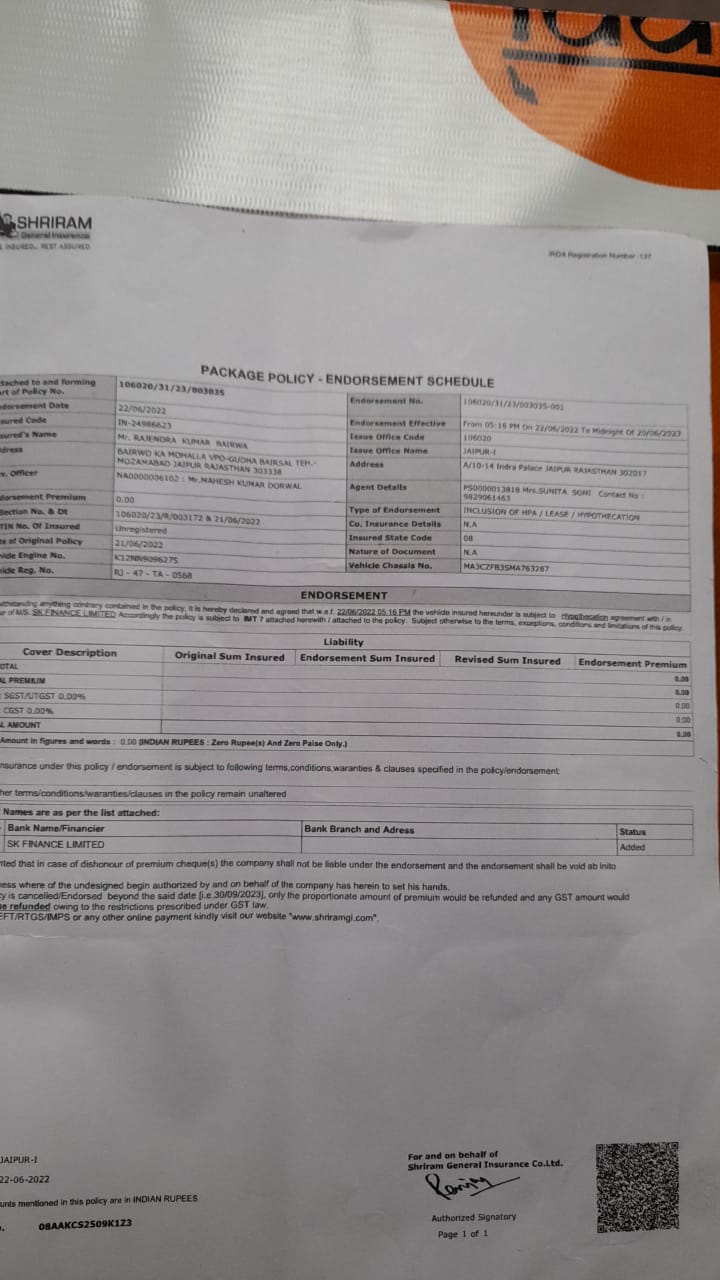 SHRIRAM
General Insurance
INSURED... REST ASSURED
IRDA Registration Number :137
PACKAGE POLICY - ENDORSEMENT SCHEDULE
tached to and forming
rt of Policy No. 106020/31/23/003035 Endorsement No. 106020/31/23/003035-001
dorsement Date 22/06/2022 Endorsement Effective From 05:16 PM On 22/06/2022 To Midnight Of 20/06/2023
sured Code IN-24986623 Issue Office Code 106020
sured's Name Mr. RAJENDRA KUMAR BAIRWA Issue Office Name JAIPUR-I
dress BAIRWO KA MOHALLA VPO-GUDHA BAIRSAL TEH.- Address A/10-14 Indra Palace JAIPUR RAJASTHAN 302017
MOZAMABAD JAIPUR RAJASTHAN 303338
v. Officer NA0000006102 : Mr.MAHESH KUMAR DORWAL Agent Details PS0000013818 Mrs.SUNITA SONI Contact No :
9829061463
dorsement Premium 0.00 Type of Endorsement INCLUSION OF HPA / LEASE / HYPOTHECATION
llection No, & Dt 106020/23/R/003172 & 21/06/2022 Co. Insurance Details N.A
TIN No. Of Insured Unregistered Insured State Code 08
te of Original Policy 21/06/2022 Nature of Document N.A
hide Engine No. K12NN9096275 Vehicle Chassis No. MA3CZFB3SMA763287
hide Reg. No. RJ - 47 - TA - 0568
ENDORSEMENT
withstanding anything contrary contained in the policy, it is hereby declared and agreed that w.e.f. 22/06/2022 05:16 PM the vehicle insured hereunder is subject to Hypothecation agreement with / in
ur of M/S. SK FINANCE LIMITED Accordingly the policy is subject to IMT 7 attached herewith / attached to the policy. Subject otherwise to the terms, exceptions, conditions and limitations of this policy.
Liability
Cover Description Original Sum Insured Endorsement Sum Insured Revised Sum Insured Endorsement Premium
OTAL 0.00
AL PREMIUM 0.00
: SGST/UTGST 0.00% 0.00
: CGST 0.00% 0.00
L AMOUNT 0.00
Amount in figures and words : 0.00 (INDIAN RUPEES : Zero Rupee(s) And Zero Paise Only.)
nsurance under this policy / endorsement is subject to following terms,conditions,waranties & clauses specified in the policy/endorsement
her terms/conditions/waranties/clauses in the policy remain unaltered
Names are as per the list attached:
Bank Name/Financier Bank Branch and Adress Status
SK FINANCE LIMITED Added
nted that in case of dishonour of premium cheque(s) the company shall not be liable under the endorsement and the endorsement shall be void ab inito
ess where of the undesigned begin authorized by and on behalf of the company has herein to set his hands.
cy is cancelled/Endorsed beyond the said date [i.e.30/09/2023], only the proportionate amount of premium would be refunded and any GST amount would
be refunded owing to the restrictions prescribed under GST law.
EFT/RTGS/IMPS or any other online payment kindly visit our website "www.shriramgi.com",
JAIPUR-I
22-06-2022
unts mentioned in this policy are in INDIAN RUPEES
08AAKCS2509K1Z3
For and on behalf of
Shriram General Insurance Co.Ltd.
Authorized Signatory
Page 1 of 1